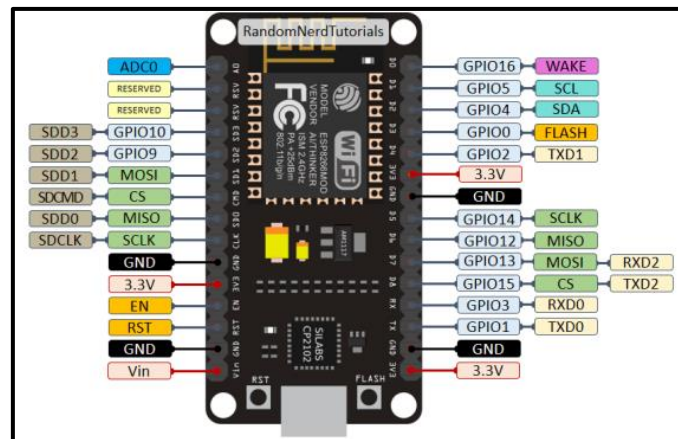 RandomNerdTutorials
ADC0
RESERVED
RESERVED
SDD3 GPIO10
SDD2 GPIO9
SDD1 MOSI
SDCMD CS
SDD0 MISO
SDCLK SCLK
GND
3.3V
EN
RST
GND
Vin
A0
RSV
RSV
SD3
SD2
SD1
CMD
SD0
CLK
GND
3V3
EN
RST
GND
Vin
MODEL
VENDOR
ESP8266MOD
AI/THINKER
ISM 2.4GHz
PA +25dBm
802.11b/g/n
FC
Wi Fi
AM1117
SILABS
CP2102
RST
FLASH
D0
D1
D2
D3
D4
3V3
GND
D5
D6
D7
D8
RX
TX
GND
3V3
GPIO16 WAKE
GPIO5 SCL
GPIO4 SDA
GPIO0 FLASH
GPIO2 TXD1
3.3V
GND
GPIO14 SCLK
GPIO12 MISO
GPIO13 MOSI RXD2
GPIO15 CS TXD2
GPIO3 RXD0
GPIO1 TXD0
GND
3.3V